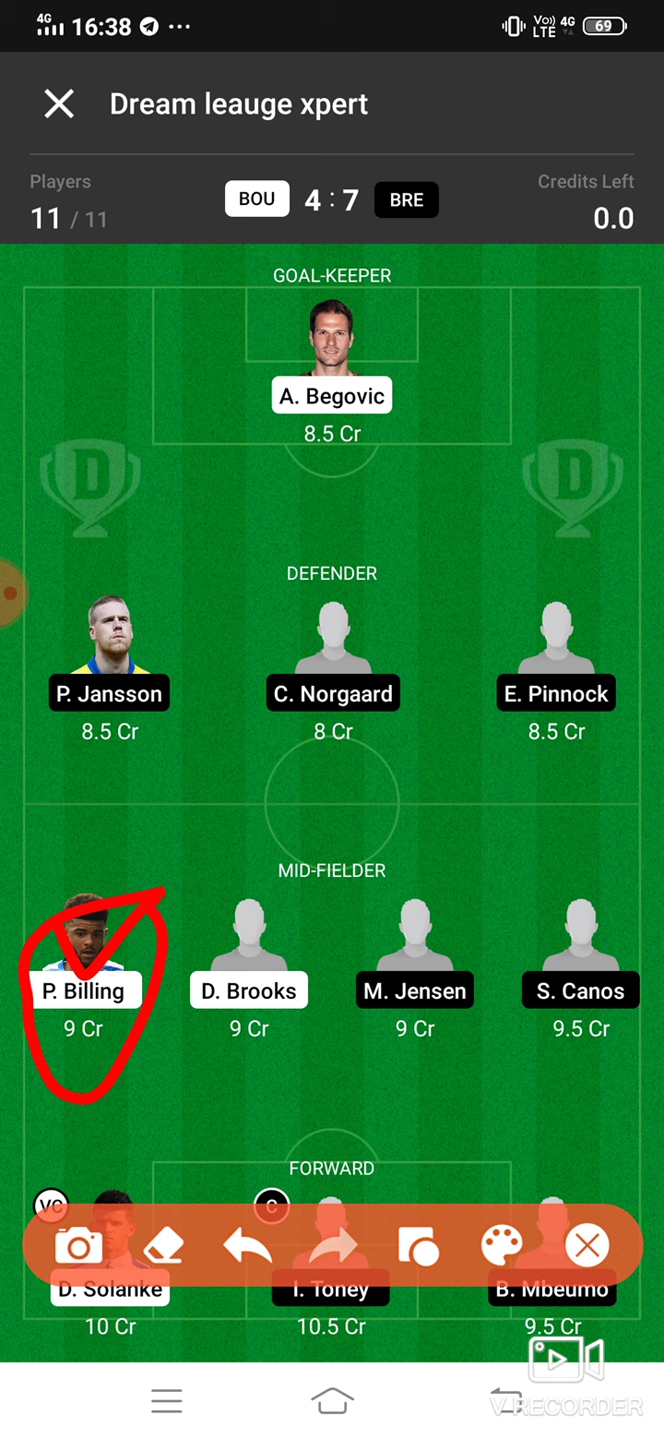 4G 16:38 ... Vo)) LTE 4G 69
Dream leauge xpert
Players Credits Left
11 / 11 BOU 4 : 7 BRE 0.0
GOAL-KEEPER
A. Begovic
8.5 Cr
D D
DEFENDER
P. Jansson C. Norgaard E. Pinnock
8.5 Cr 8 Cr 8.5 Cr
MID-FIELDER
P. Billing D. Brooks M. Jensen S. Canos
9 Cr 9 Cr 9 Cr 9.5 Cr
FORWARD
VC C
D. Solanke I. Toney B. Mbeumo
10 Cr 10.5 Cr 9.5 Cr
V RECORDER